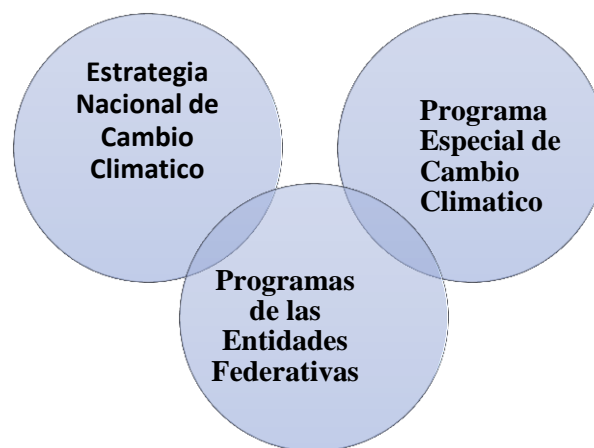 Estrategia
Nacional de
Cambio
Climatico
Programa
Especial de
Cambio
Climatico
Programas
de las
Entidades
Federativas